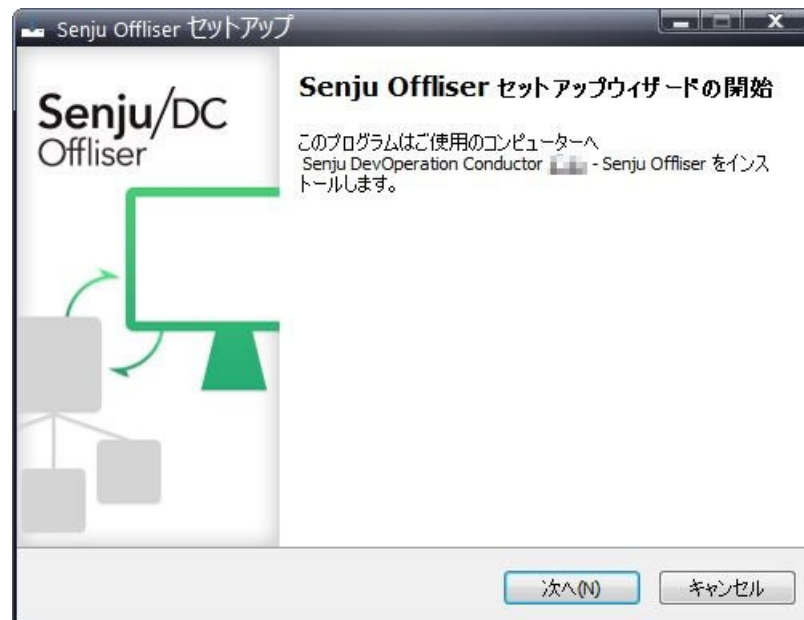 Senju Offliser セットアップ
Senju/DC
Offliser
Senju Offliser セットアップウィザードの開始
このプログラムはご使用のコンピューターへ
Senju DevOperation Conductor - Senju Offliser をインス
トールします。
次へ(N)
キャンセル